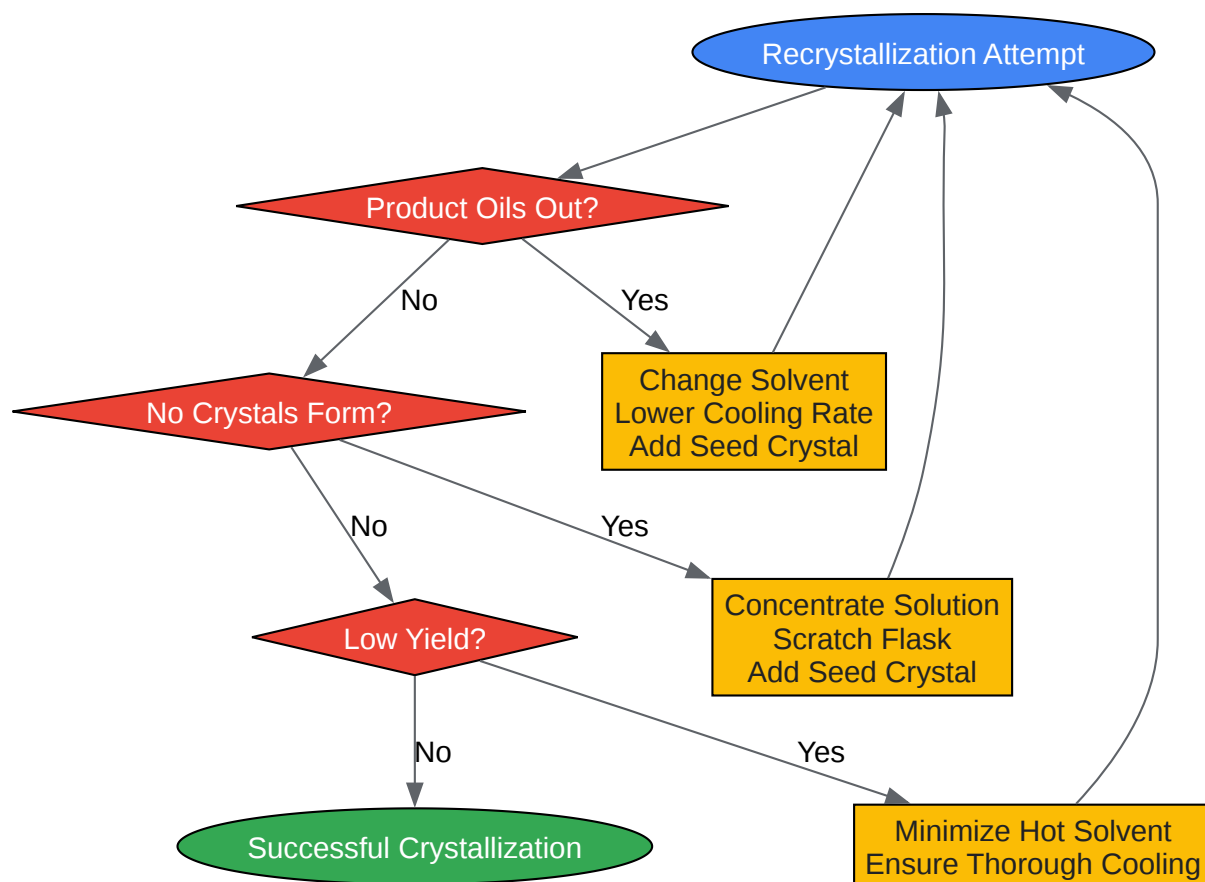 Recrystallization Attempt
Product Oils Out?
No
Yes
Change Solvent
Lower Cooling Rate
Add Seed Crystal
No Crystals Form?
No
Yes
Concentrate Solution
Scratch Flask
Add Seed Crystal
Low Yield?
No
Yes
Successful Crystallization
Minimize Hot Solvent
Ensure Thorough Cooling